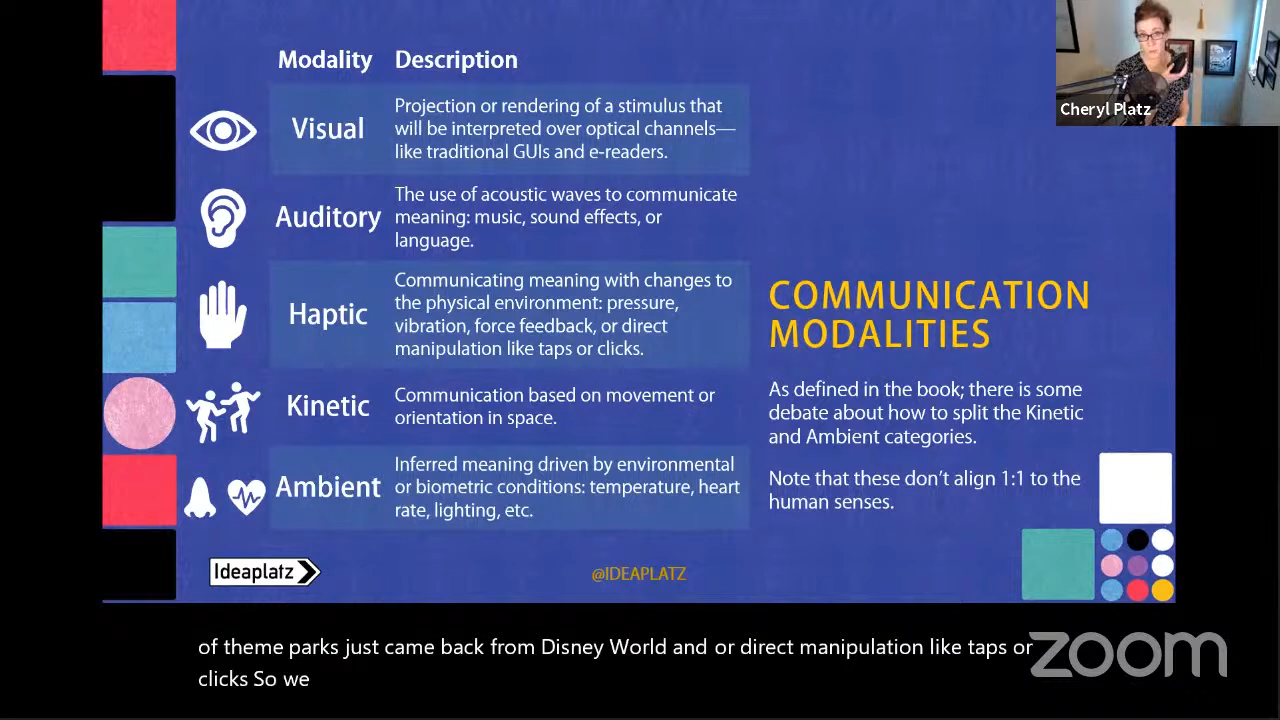 Modality Description
Visual
Projection or rendering of a stimulus that
will be interpreted over optical channels—
like traditional GUIs and e-readers.
Auditory
The use of acoustic waves to communicate
meaning: music, sound effects, or
language.
Haptic
Communicating meaning with changes to
the physical environment: pressure,
vibration, force feedback, or direct
manipulation like taps or clicks.
Kinetic
Communication based on movement or
orientation in space.
Ambient
Inferred meaning driven by environmental
or biometric conditions: temperature, heart
rate, lighting, etc.
Cheryl Platz
COMMUNICATION
MODALITIES
As defined in the book; there is some
debate about how to split the Kinetic
and Ambient categories.
Note that these don’t align 1:1 to the
human senses.
Ideaplatz
@IDEAPLATZ
of theme parks just came back from Disney World and or direct manipulation like taps or
clicks So we
zoom